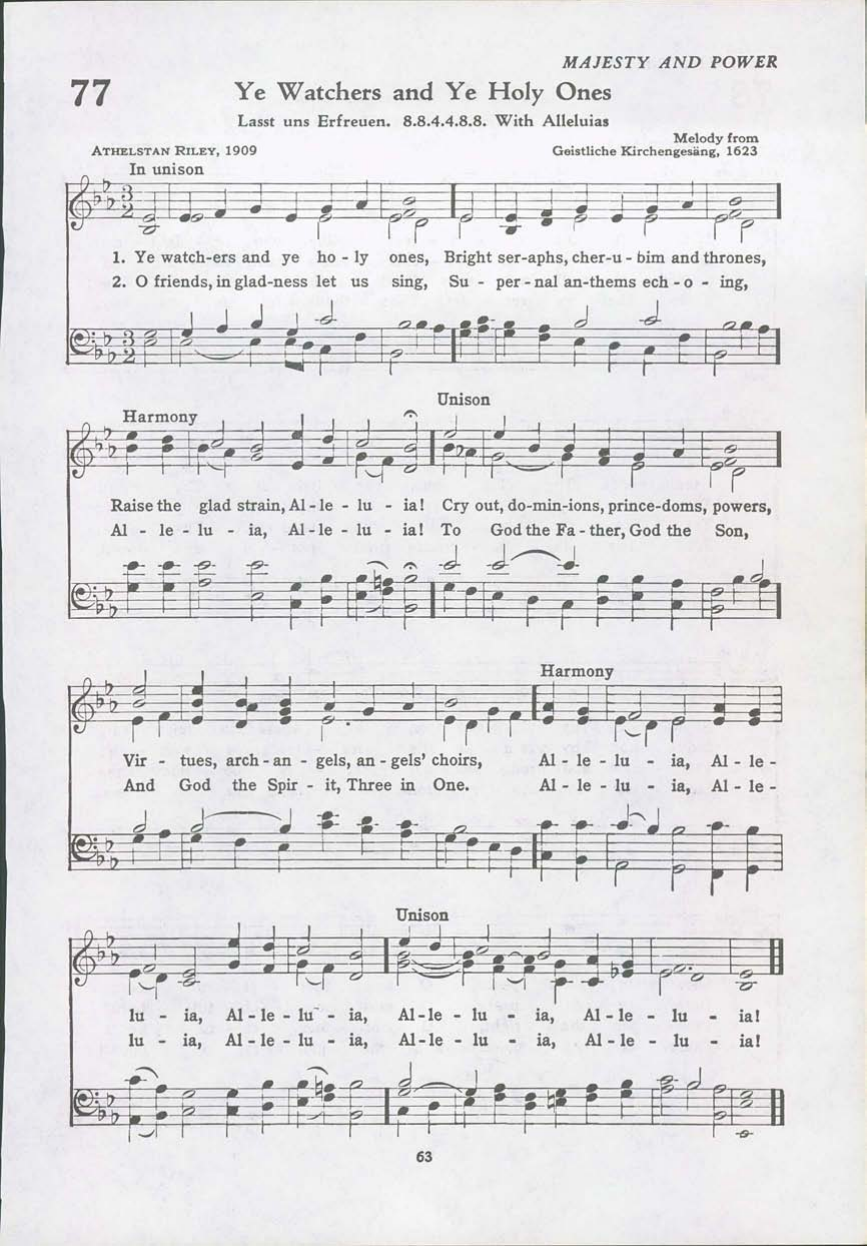 MAJESTY AND POWER
77 Ye Watchers and Ye Holy Ones
Lasst uns Erfreuen. 8.8.4.4.8.8. With Alleluias
ATHELSTAN RILEY, 1909
Melody from
Geistliche Kirchengesäng, 1623
In unison
1. Ye watch-ers and ye ho - ly ones, Bright ser-aphs, cher-u - bim and thrones,
2. O friends, in glad-ness let us sing, Su - per - nal an-thems ech - o - ing,
Harmony
Unison
Raise the glad strain, Al - le - lu - ia! Cry out, do-min-ions, prince-doms, powers,
Al - le - lu - ia, Al - le - lu - ia! To God the Fa - ther, God the Son,
Harmony
Vir - tues, arch - an - gels, an - gels' choirs, Al - le - lu - ia, Al - le -
And God the Spir - it, Three in One. Al - le - lu - ia, Al - le -
Unison
lu - ia, Al - le - lu - ia, Al - le - lu - ia, Al - le - lu - ia!
lu - ia, Al - le - lu - ia, Al - le - lu - ia, Al - le - lu - ia!
63